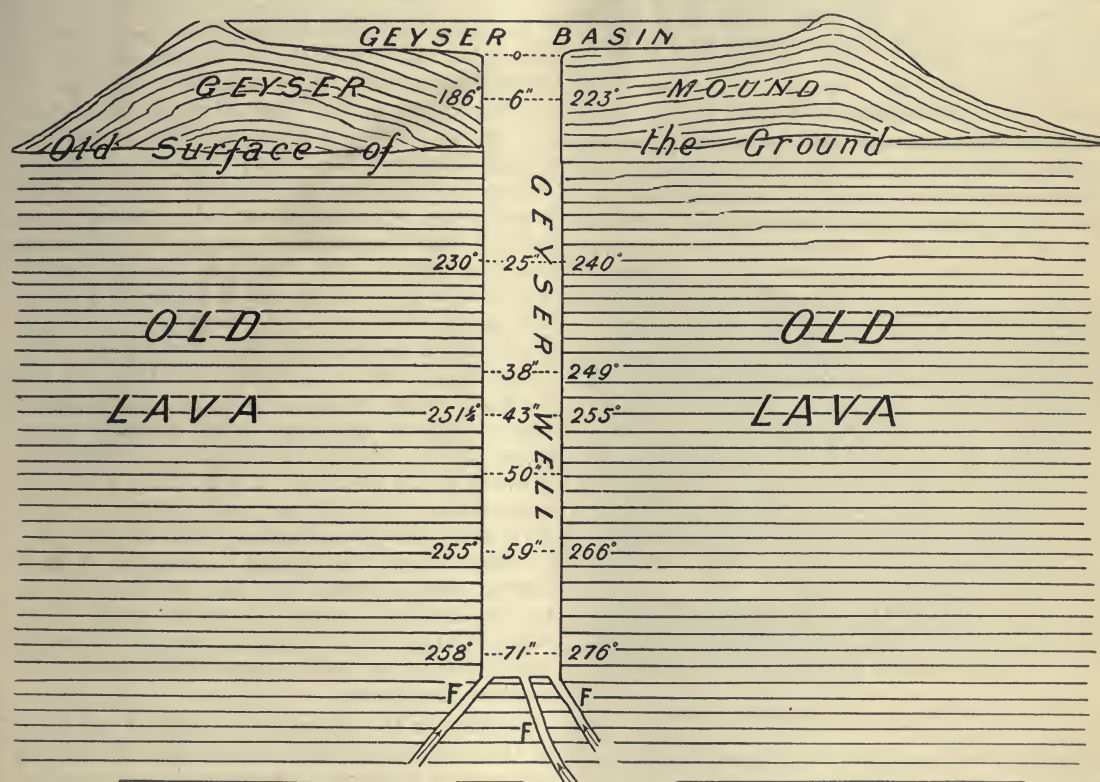 GEYSER BASIN
0
GEYSER 186° 6" 223° MOUND
Old Surface of the Ground
GEYSER WELL
230° 25" 240°
OLD OLD
38" 249°
LAVA 251½° 43" 255° LAVA
50"
255° 59" 266°
258° 71" 276°
F F
F